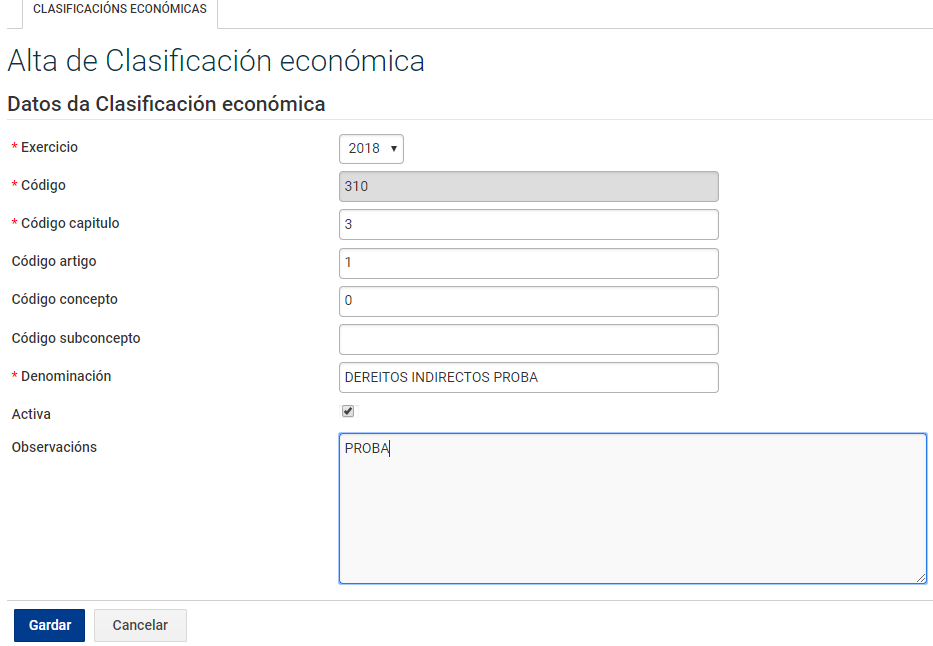 CLASIFICACIÓNS ECONÓMICAS
Alta de Clasificación económica
Datos da Clasificación económica
* Exercicio 2018
* Código 310
* Código capitulo 3
Código artigo 1
Código concepto 0
Código subconcepto
* Denominación DEREITOS INDIRECTOS PROBA
Activa
Observacións PROBA
Gardar Cancelar